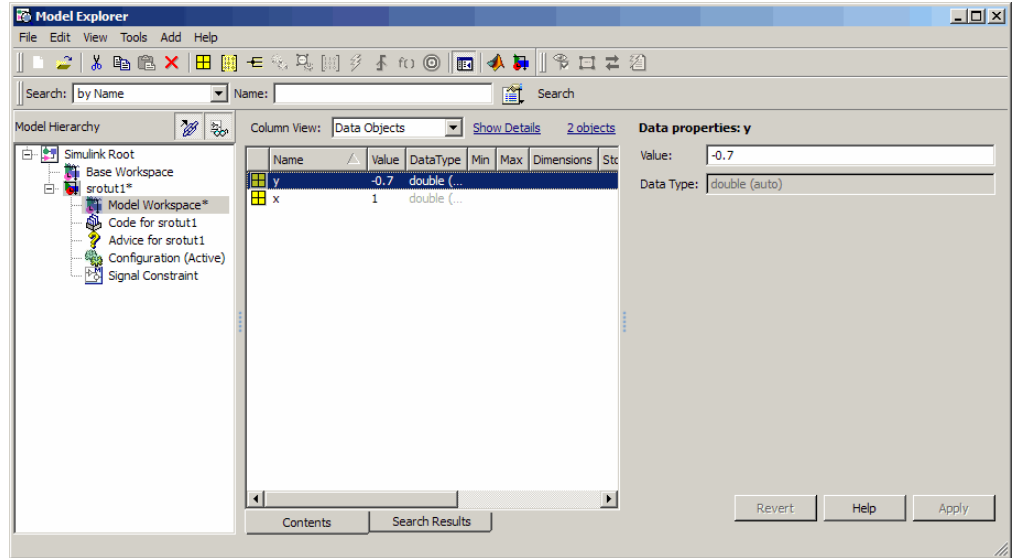 Model Explorer
File Edit View Tools Add Help
Search: by Name Name: Search
Model Hierarchy
Simulink Root
Base Workspace
srotut1*
Model Workspace*
Code for srotut1
Advice for srotut1
Configuration (Active)
Signal Constraint
Column View: Data Objects Show Details 2 objects
Name Value DataType Min Max Dimensions Stc
y -0.7 double (...
x 1 double (...
Contents Search Results
Data properties: y
Value: -0.7
Data Type: double (auto)
Revert Help Apply